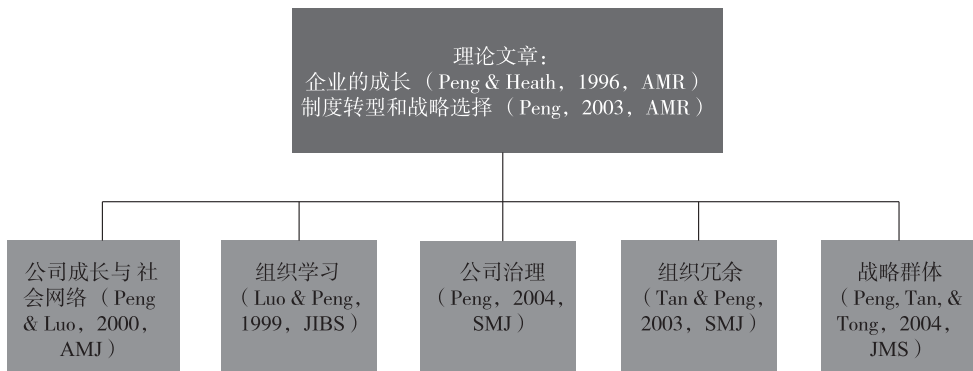 理论文章：
企业的成长（Peng & Heath，1996，AMR）
制度转型和战略选择（Peng，2003，AMR）
公司成长与 社
会网络（Peng
& Luo，2000，
AMJ）
组织学习
（Luo & Peng，
1999，JIBS）
公司治理
（Peng，2004，
SMJ）
组织冗余
（Tan & Peng，
2003，SMJ）
战略群体
（Peng, Tan, &
Tong，2004，
JMS）